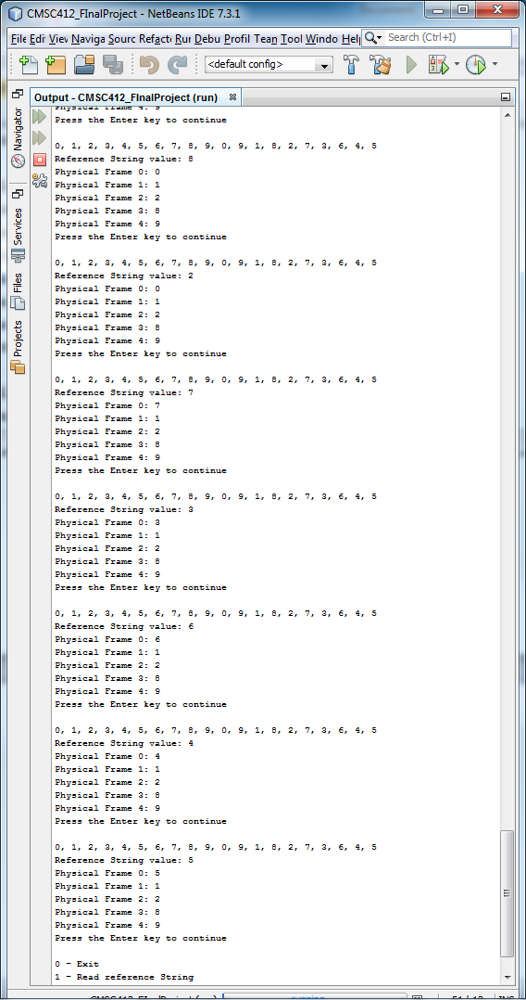 CMSC412_FInalProject - NetBeans IDE 7.3.1
File Edit View Naviga Sourc Refacto Run Debu Profil Team Tool Windo Help
Search (Ctrl+I)
<default config>
Output - CMSC412_FInalProject (run)
Navigator
Services
Files
Projects
Physical Frame 4: 9
Press the Enter key to continue
0, 1, 2, 3, 4, 5, 6, 7, 8, 9, 0, 9, 1, 8, 2, 7, 3, 6, 4, 5
Reference String value: 8
Physical Frame 0: 0
Physical Frame 1: 1
Physical Frame 2: 2
Physical Frame 3: 8
Physical Frame 4: 9
Press the Enter key to continue
0, 1, 2, 3, 4, 5, 6, 7, 8, 9, 0, 9, 1, 8, 2, 7, 3, 6, 4, 5
Reference String value: 2
Physical Frame 0: 0
Physical Frame 1: 1
Physical Frame 2: 2
Physical Frame 3: 8
Physical Frame 4: 9
Press the Enter key to continue
0, 1, 2, 3, 4, 5, 6, 7, 8, 9, 0, 9, 1, 8, 2, 7, 3, 6, 4, 5
Reference String value: 7
Physical Frame 0: 7
Physical Frame 1: 1
Physical Frame 2: 2
Physical Frame 3: 8
Physical Frame 4: 9
Press the Enter key to continue
0, 1, 2, 3, 4, 5, 6, 7, 8, 9, 0, 9, 1, 8, 2, 7, 3, 6, 4, 5
Reference String value: 3
Physical Frame 0: 3
Physical Frame 1: 1
Physical Frame 2: 2
Physical Frame 3: 8
Physical Frame 4: 9
Press the Enter key to continue
0, 1, 2, 3, 4, 5, 6, 7, 8, 9, 0, 9, 1, 8, 2, 7, 3, 6, 4, 5
Reference String value: 6
Physical Frame 0: 6
Physical Frame 1: 1
Physical Frame 2: 2
Physical Frame 3: 8
Physical Frame 4: 9
Press the Enter key to continue
0, 1, 2, 3, 4, 5, 6, 7, 8, 9, 0, 9, 1, 8, 2, 7, 3, 6, 4, 5
Reference String value: 4
Physical Frame 0: 4
Physical Frame 1: 1
Physical Frame 2: 2
Physical Frame 3: 8
Physical Frame 4: 9
Press the Enter key to continue
0, 1, 2, 3, 4, 5, 6, 7, 8, 9, 0, 9, 1, 8, 2, 7, 3, 6, 4, 5
Reference String value: 5
Physical Frame 0: 5
Physical Frame 1: 1
Physical Frame 2: 2
Physical Frame 3: 8
Physical Frame 4: 9
Press the Enter key to continue
0 - Exit
1 - Read reference String
CMSC412_FInalProject (run) running... 51 | 12 INS